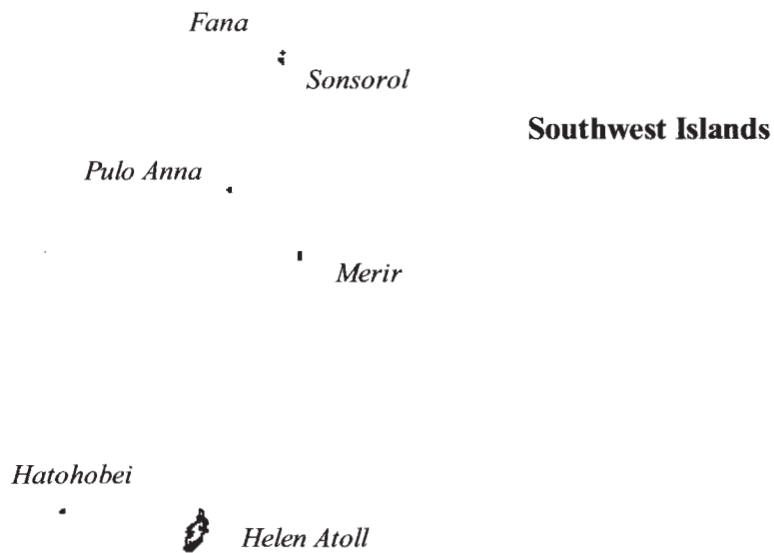 Fana
Sonsorol
Southwest Islands
Pulo Anna
Merir
Hatohobei
Helen Atoll